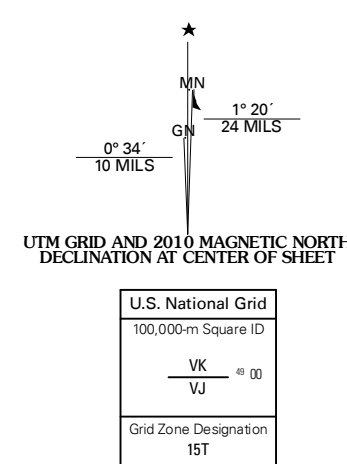 MN
GN
1° 20´
24 MILS
0° 34´
10 MILS
UTM GRID AND 2010 MAGNETIC NORTH
DECLINATION AT CENTER OF SHEET
U.S. National Grid
100,000-m Square ID
VK
49 00
VJ
Grid Zone Designation
15T